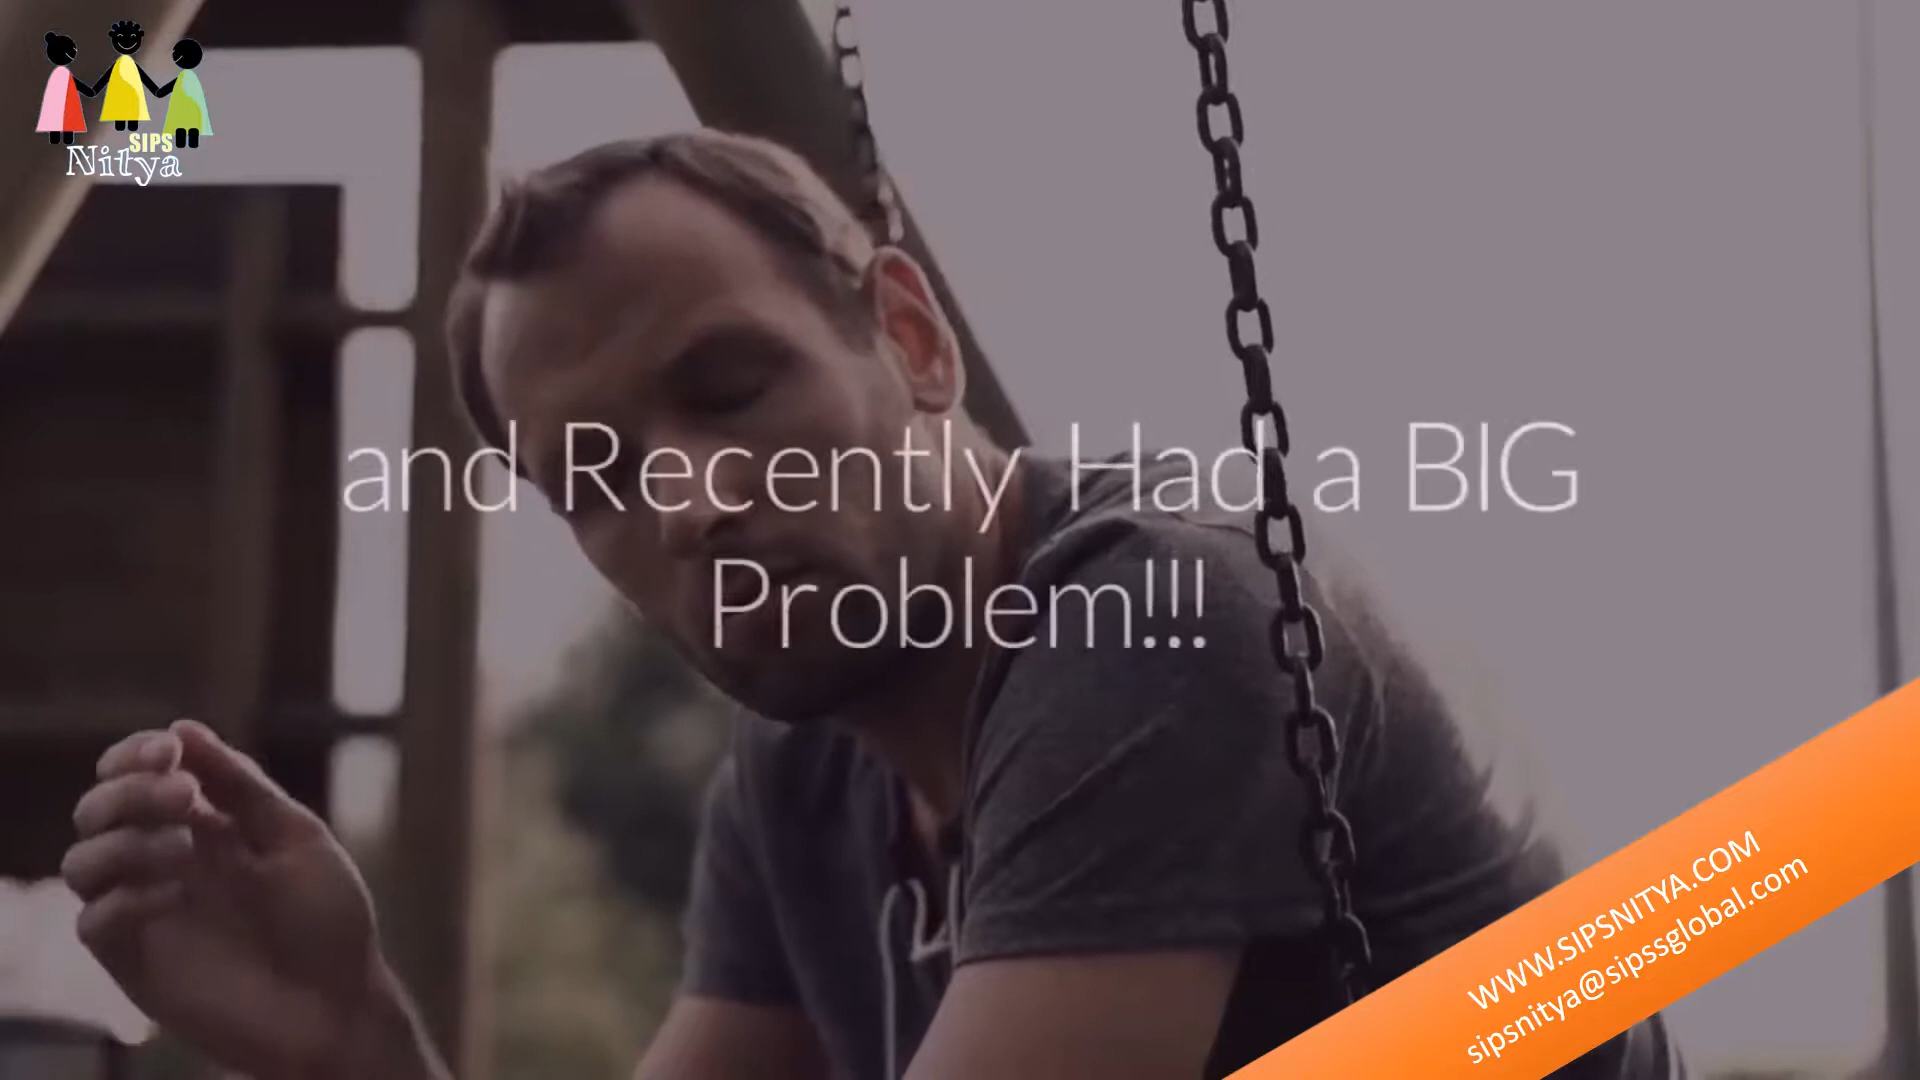 SIPS
Nitya
and Recently Had a BIG
Problem!!!
WWW.SIPSNITYA.COM
sipsnitya@sipssglobal.com